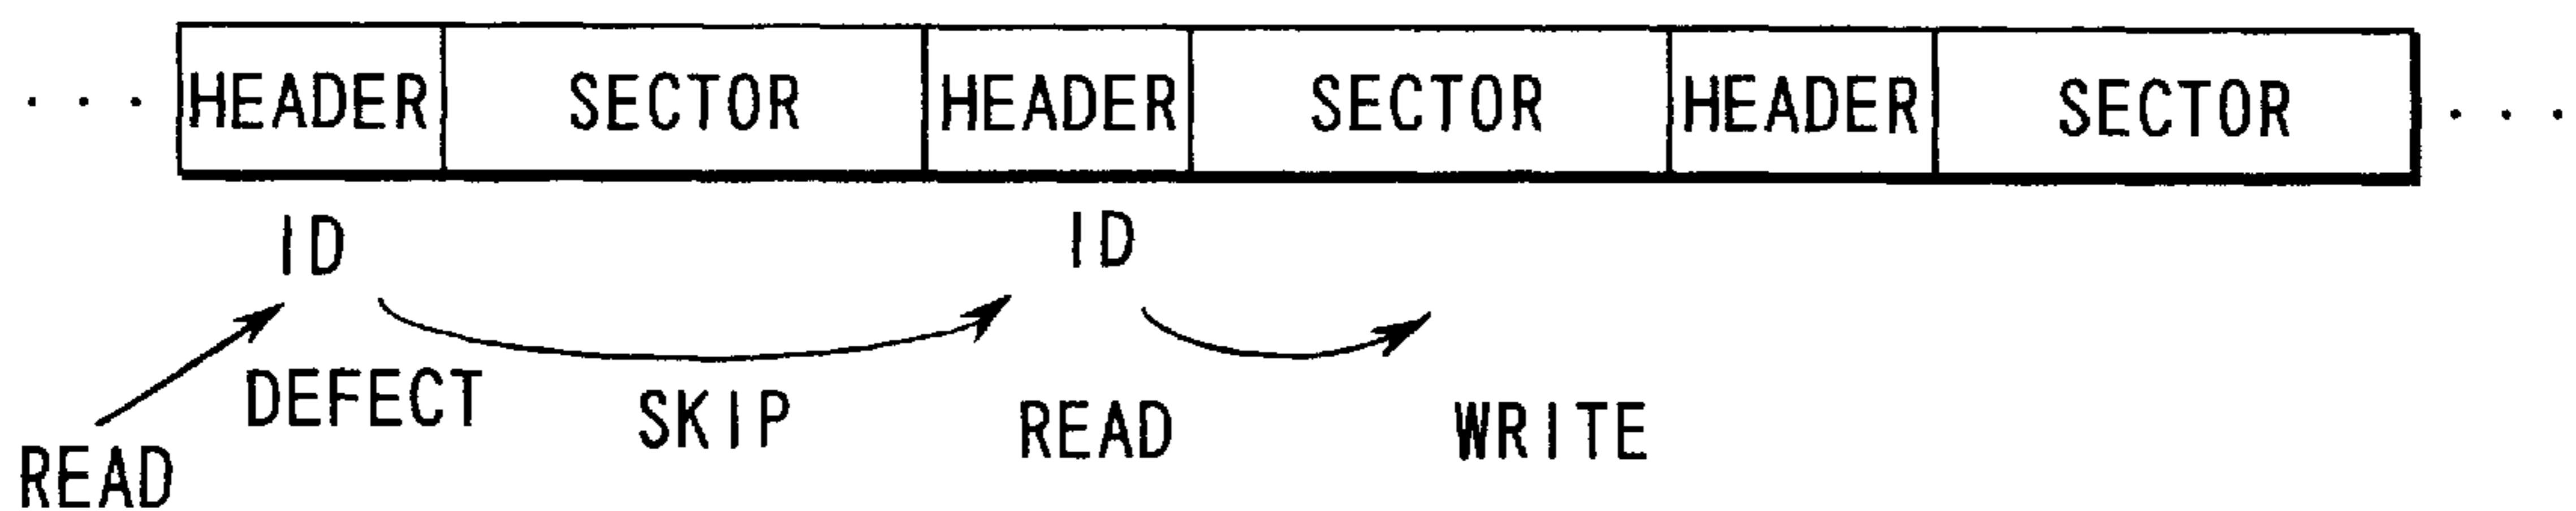 · · · HEADER SECTOR HEADER SECTOR HEADER SECTOR · · ·
ID ID
DEFECT SKIP READ WRITE
READ